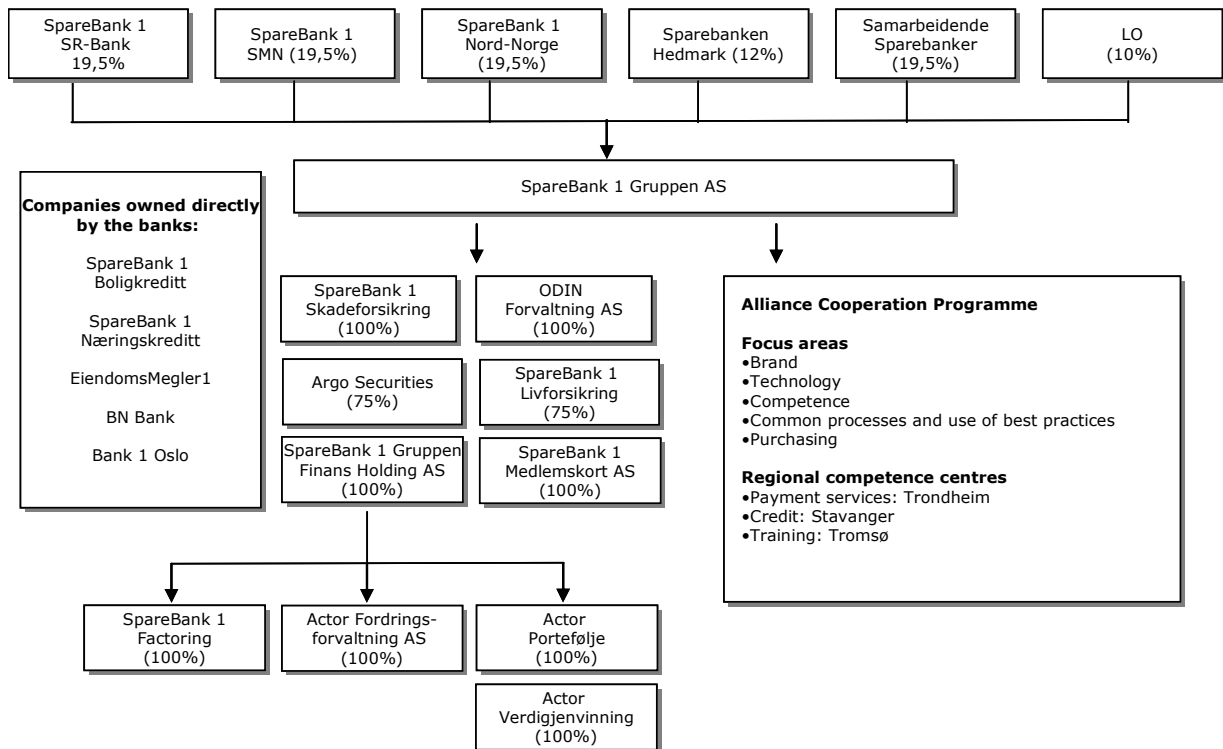 SpareBank 1
SR-Bank
19,5%
Sparebank 1
SMN (19,5%)
SpareBank 1
Nord-Norge
(19,5%)
Sparebanken
Hedmark (12%)
Samarbeidende
Sparebanker
(19,5%)
LO
(10%)
SpareBank 1 Gruppen AS
Companies owned directly
by the banks:
SpareBank 1
Boligkreditt
SpareBank 1
Næringskreditt
EiendomsMegler1
BN Bank
Bank 1 Oslo
SpareBank 1
Skadeforsikring
(100%)
ODIN
Forvaltning AS
(100%)
Argo Securities
(75%)
SpareBank 1
Livforsikring
(75%)
SpareBank 1 Gruppen
Finans Holding AS
(100%)
SpareBank 1
Medlemskort AS
(100%)
Alliance Cooperation Programme
Focus areas
•Brand
•Technology
•Competence
•Common processes and use of best practices
•Purchasing
Regional competence centres
•Payment services: Trondheim
•Credit: Stavanger
•Training: Tromsø
SpareBank 1
Factoring
(100%)
Actor Fordrings-
forvaltning AS
(100%)
Actor
Portefølje
(100%)
Actor
Verdigjenvinning
(100%)